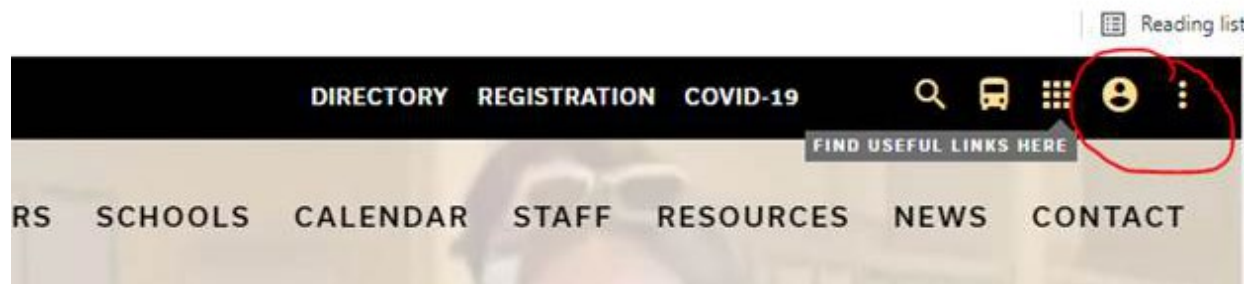 Reading list
DIRECTORY REGISTRATION COVID-19
FIND USEFUL LINKS HERE
RS SCHOOLS CALENDAR STAFF RESOURCES NEWS CONTACT